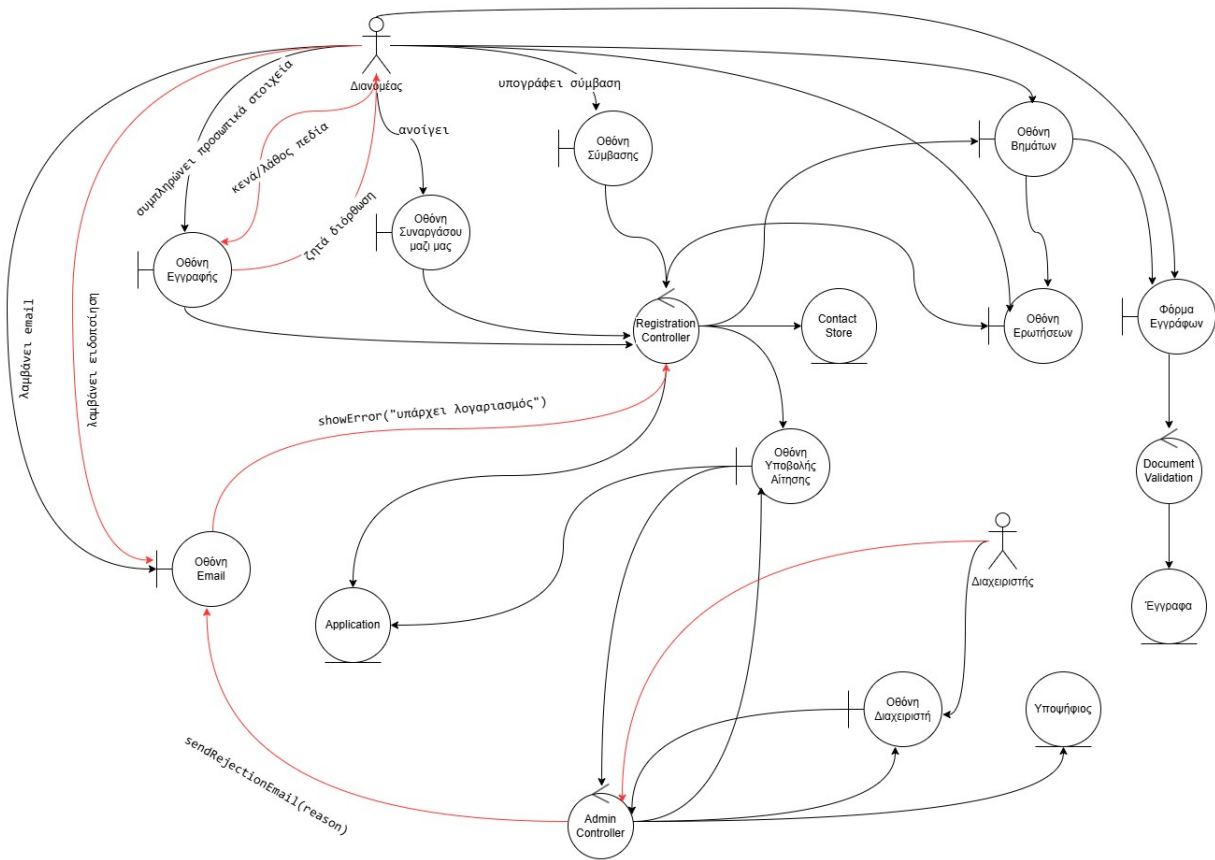 Διανομέας
υπογράφει σύμβαση
συμπληρώνει προσωπικά στοιχεία
κενά/λάθος πεδία
ζητά διόρθωση
ανοίγει
Οθόνη
Σύμβασης
Οθόνη
Βημάτων
Οθόνη
Συναργάσου
μαζι μας
Οθόνη
Εγγραφής
λαμβάνει email
λαμβάνει ειδοποίηση
Registration
Controller
Contact
Store
Οθόνη
Ερωτήσεων
Φόρμα
Εγγράφων
showError("υπάρχει λογαριασμός")
Οθόνη
Υποβολής
Αίτησης
Document
Validation
Οθόνη
Email
Διαχειριστής
Application
Έγγραφα
Οθόνη
Διαχειριστή
Υποψήφιος
sendRejectionEmail(reason)
Admin
Controller